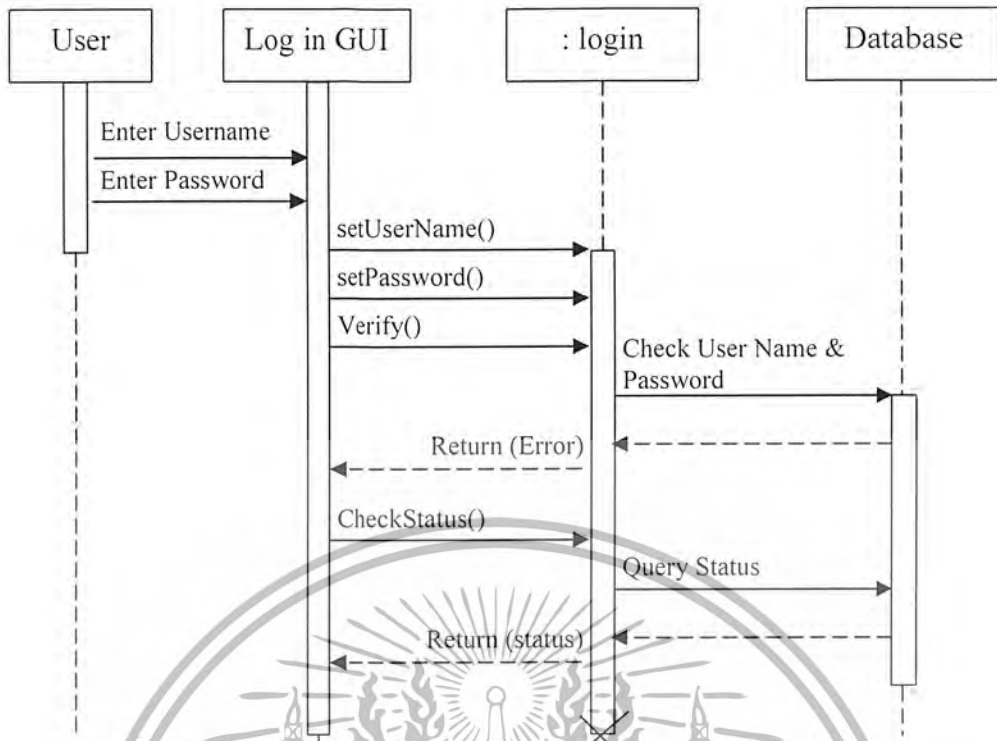 User
Log in GUI
: login
Database
Enter Username
Enter Password
setUserName()
setPassword()
Verify()
Check User Name &
Password
Return (Error)
CheckStatus()
Query Status
Return (status)